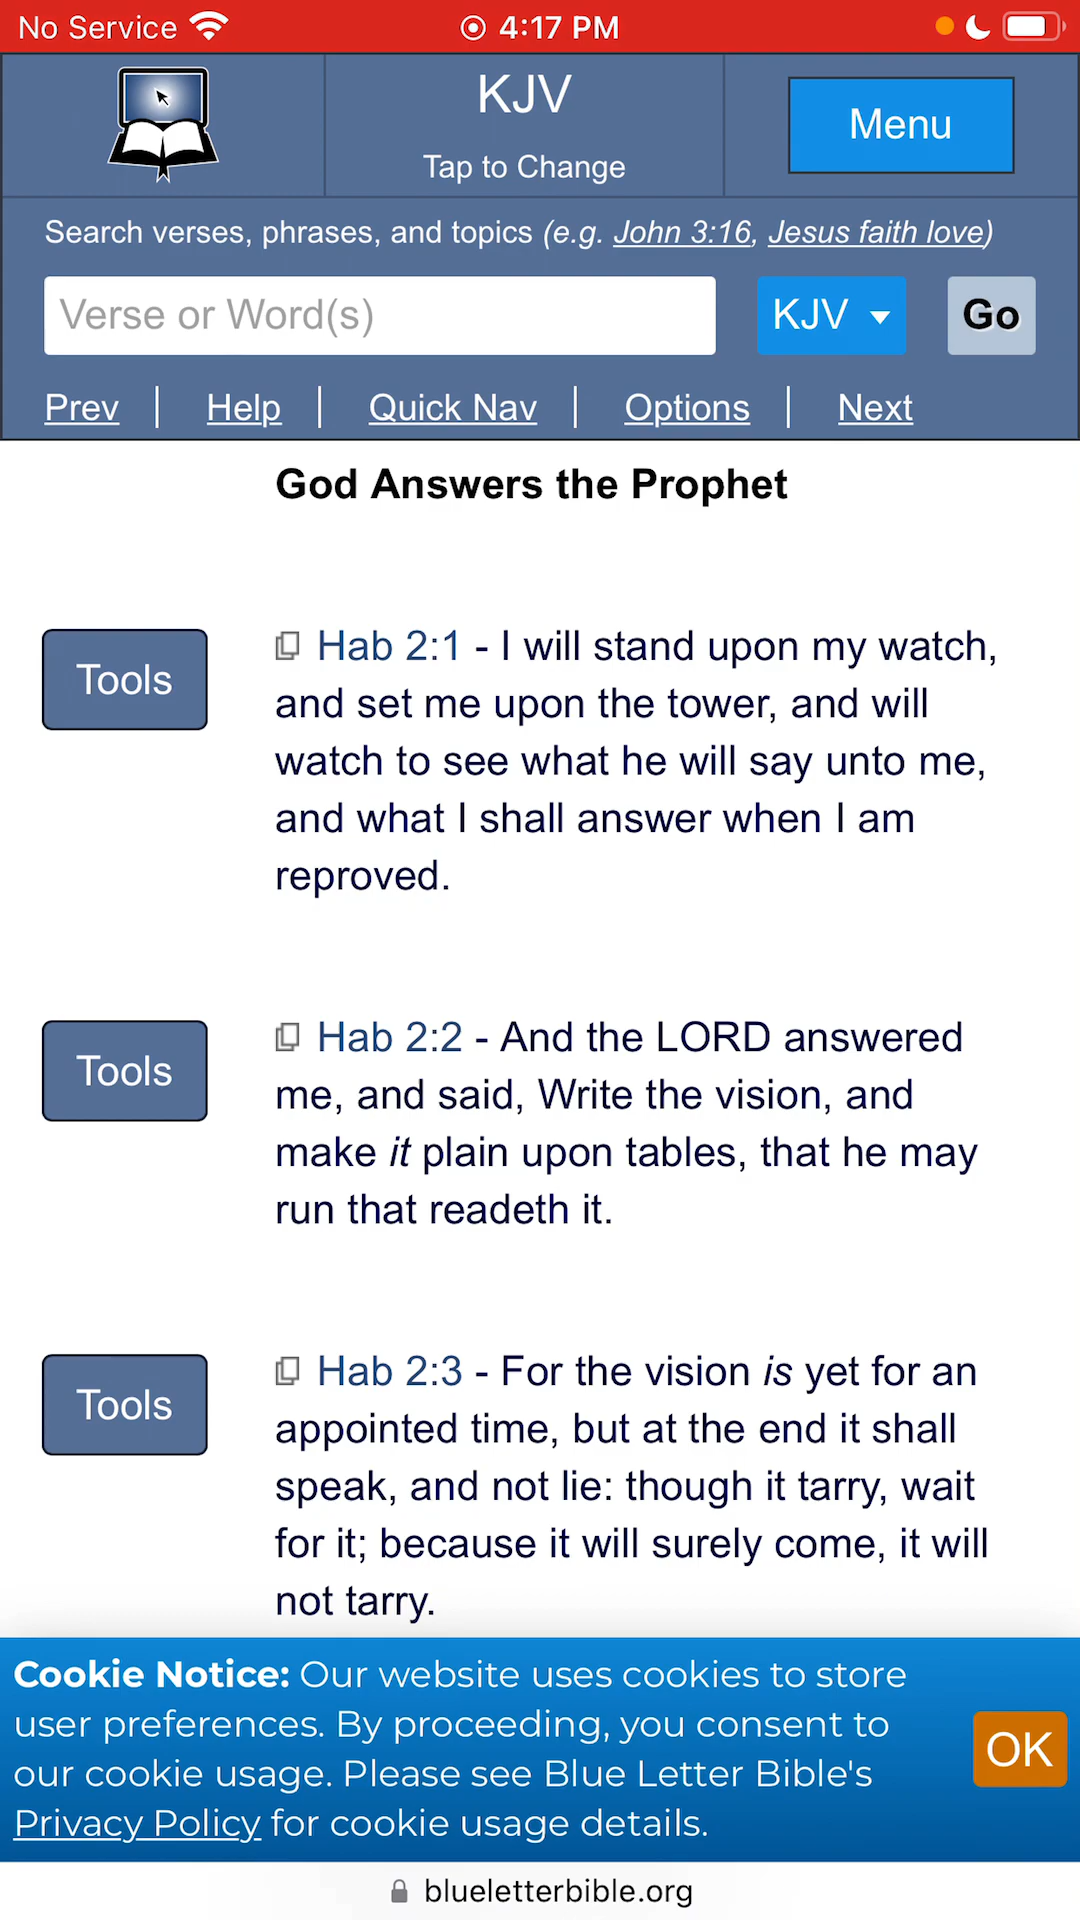 No Service 4:17 PM
KJV
Tap to Change
Menu
Search verses, phrases, and topics (e.g. John 3:16, Jesus faith love)
Verse or Word(s) KJV Go
Prev | Help | Quick Nav | Options | Next
God Answers the Prophet
Tools
Hab 2:1 - I will stand upon my watch,
and set me upon the tower, and will
watch to see what he will say unto me,
and what I shall answer when I am
reproved.
Tools
Hab 2:2 - And the LORD answered
me, and said, Write the vision, and
make it plain upon tables, that he may
run that readeth it.
Tools
Hab 2:3 - For the vision is yet for an
appointed time, but at the end it shall
speak, and not lie: though it tarry, wait
for it; because it will surely come, it will
not tarry.
Cookie Notice: Our website uses cookies to store
user preferences. By proceeding, you consent to
our cookie usage. Please see Blue Letter Bible's
Privacy Policy for cookie usage details.
OK
blueletterbible.org